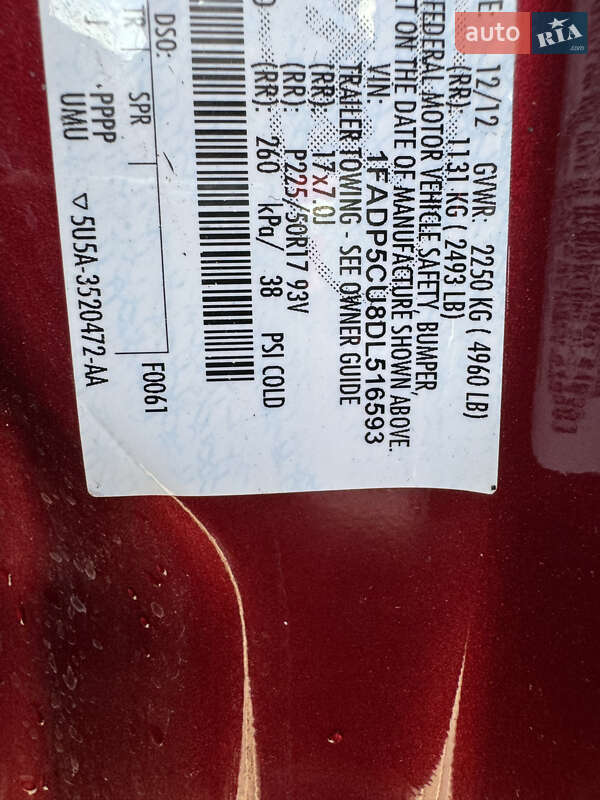 auto RIA.com
E: 12/12 GVWR: 2250 KG ( 4960 LB)
(RR): 1131 KG ( 2493 LB)
FEDERAL MOTOR VEHICLE SAFETY, BUMPER,
T ON THE DATE OF MANUFACTURE SHOWN ABOVE.
VIN: 1FADP5CU8DL516593
TRAILER TOWING - SEE OWNER GUIDE
(RR): 17x7.0J
(RR): P225/50R17 93V
(RR): 260 kPa/ 38 PSI COLD
DSO: F0061
TR SPR
J .PPPP
UMU ▽5U5A-3520472-AA